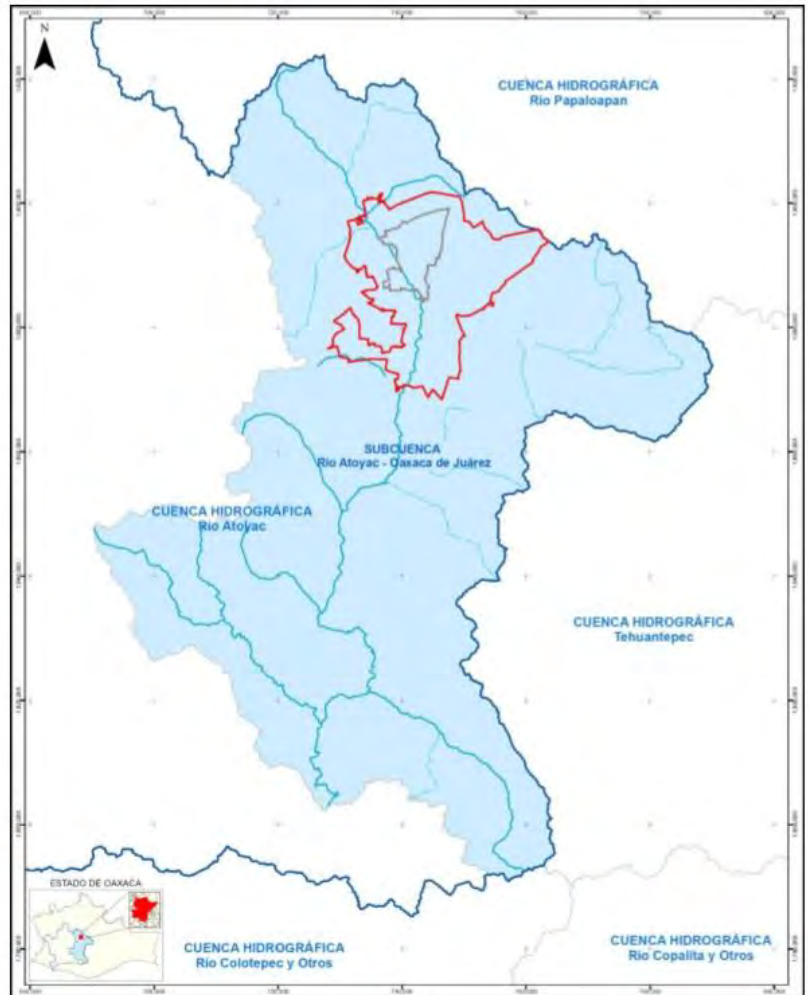 N
CUENCA HIDROGRÁFICA
Río Papaloapan
SUBCUENCA
Río Atoyac - Oaxaca de Juárez
CUENCA HIDROGRÁFICA
Río Atoyac
CUENCA HIDROGRÁFICA
Tehuantepec
ESTADO DE OAXACA
CUENCA HIDROGRÁFICA
Río Colotepec y Otros
CUENCA HIDROGRÁFICA
Río Copalita y Otros